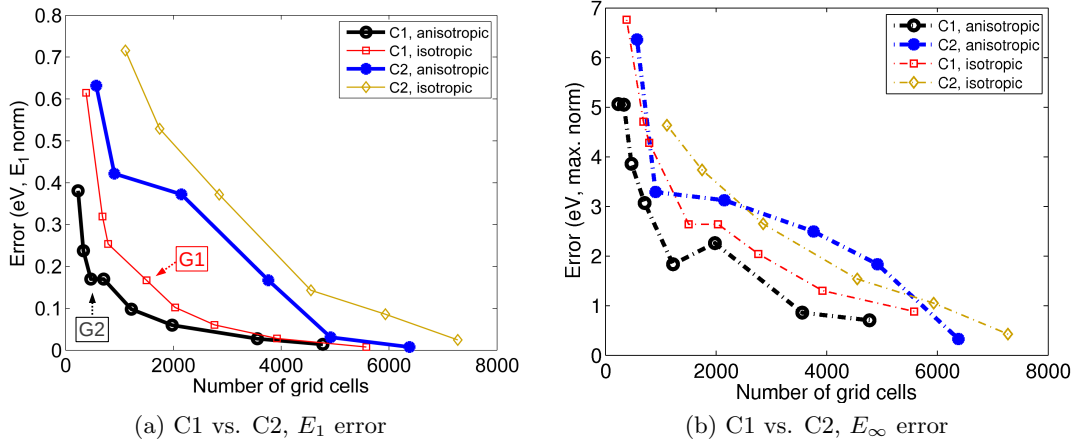 0.8
0.7
0.6
0.5
0.4
0.3
0.2
0.1
0
Error (eV, E1 norm)
C1, anisotropic
C1, isotropic
C2, anisotropic
C2, isotropic
G1
G2
0 2000 4000 6000 8000
Number of grid cells
(a) C1 vs. C2, E1 error
7
6
5
4
3
2
1
0
Error (eV, max. norm)
C1, anisotropic
C2, anisotropic
C1, isotropic
C2, isotropic
0 2000 4000 6000 8000
Number of grid cells
(b) C1 vs. C2, E∞ error